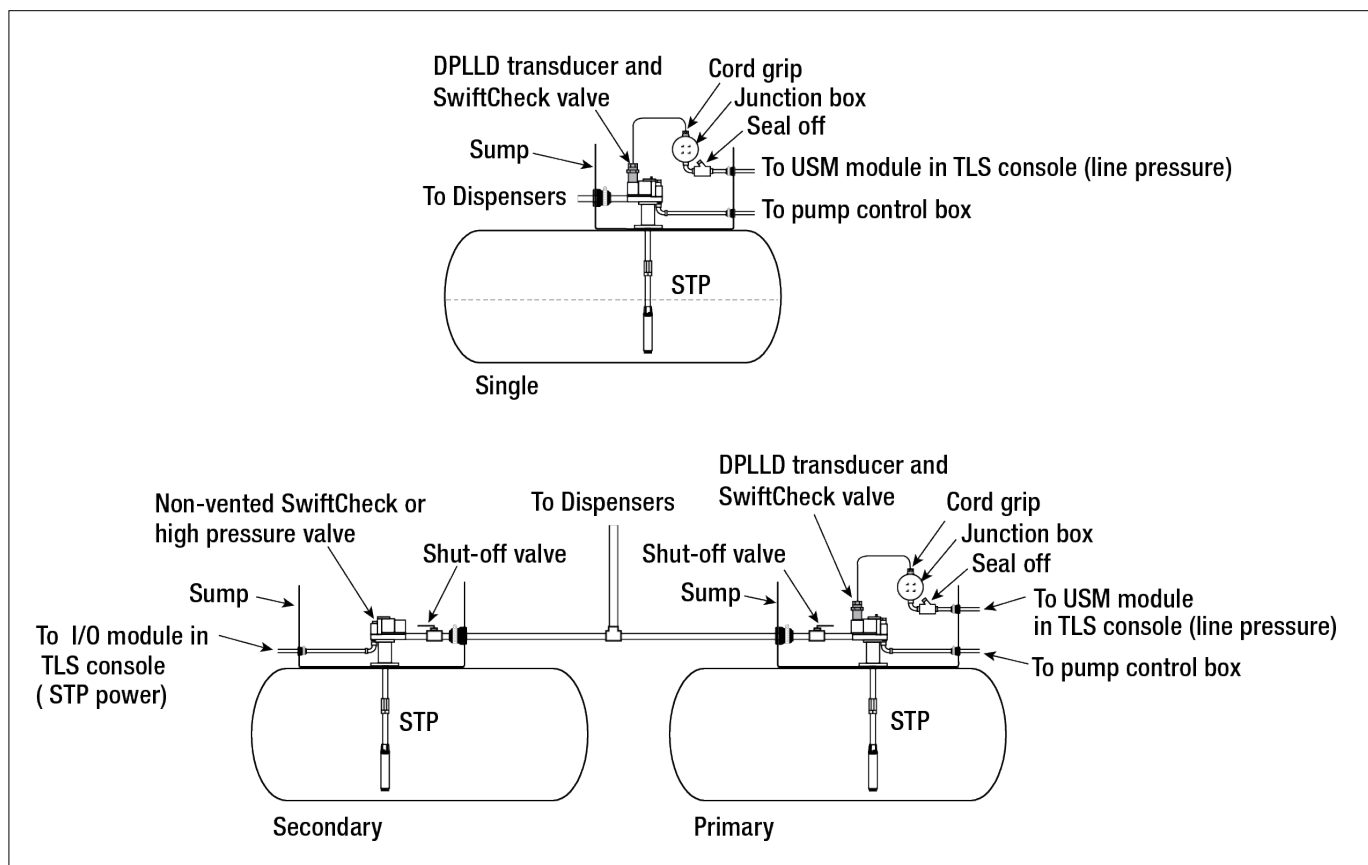 DPLLD transducer and
SwiftCheck valve
Cord grip
Junction box
Seal off
Sump
To USM module in TLS console (line pressure)
To Dispensers
To pump control box
STP
Single
DPLLD transducer and
SwiftCheck valve
Non-vented SwiftCheck or
high pressure valve
To Dispensers
Cord grip
Junction box
Shut-off valve
Shut-off valve
Seal off
Sump
Sump
To USM module
in TLS console (line pressure)
To I/O module in
TLS console
( STP power)
To pump control box
STP
STP
Secondary
Primary